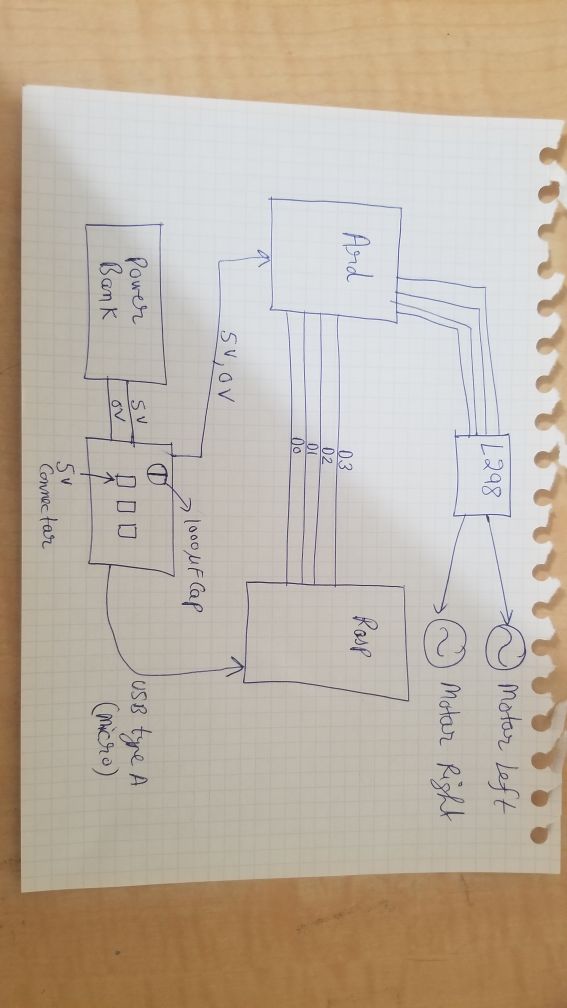 Motor Left
L298
Motor Right
Ard
Rasp
D3
D2
D1
D0
5V, 0V
1000µF Cap
Power
Bank
5V
0V
USB type A
(micro)
5V
Connector